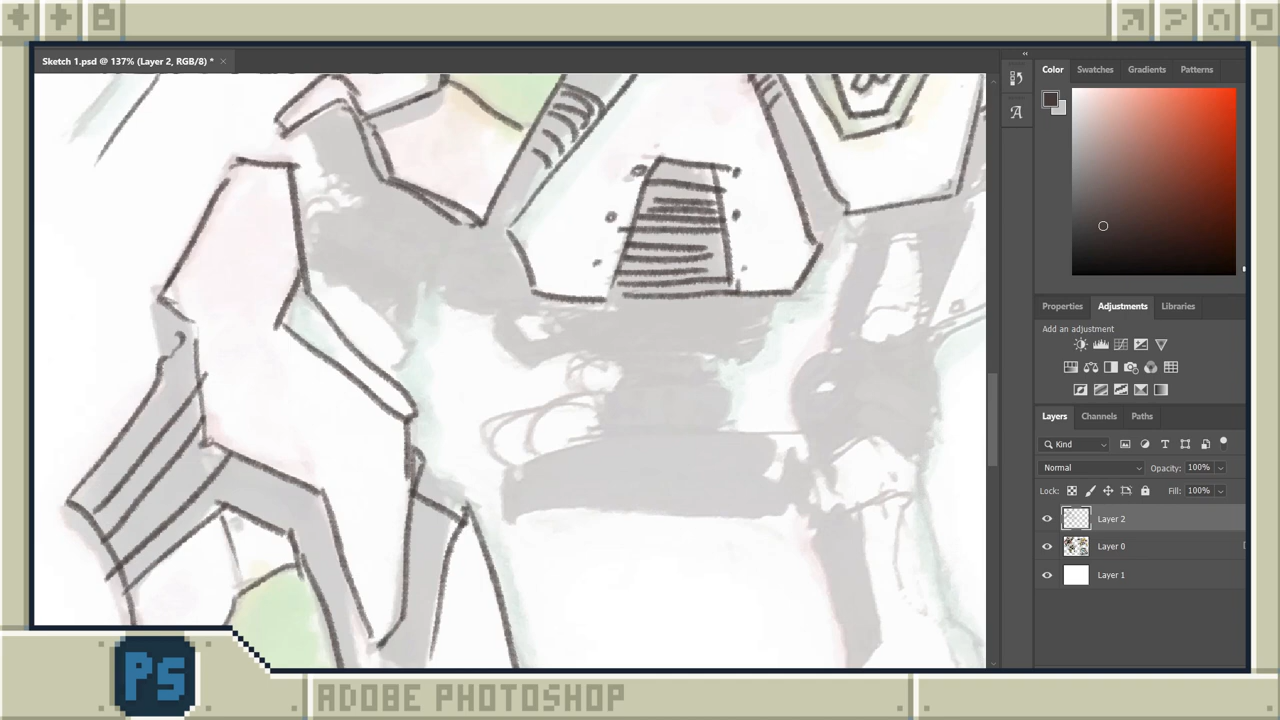 Sketch 1.psd @ 137% (Layer 2, RGB/8) *
Color
Swatches
Gradients
Patterns
Properties
Adjustments
Libraries
Add an adjustment
Layers
Channels
Paths
Kind
Normal
Opacity: 100%
Lock:
Fill: 100%
Layer 2
Layer 0
Layer 1
PS
ADOBE PHOTOSHOP